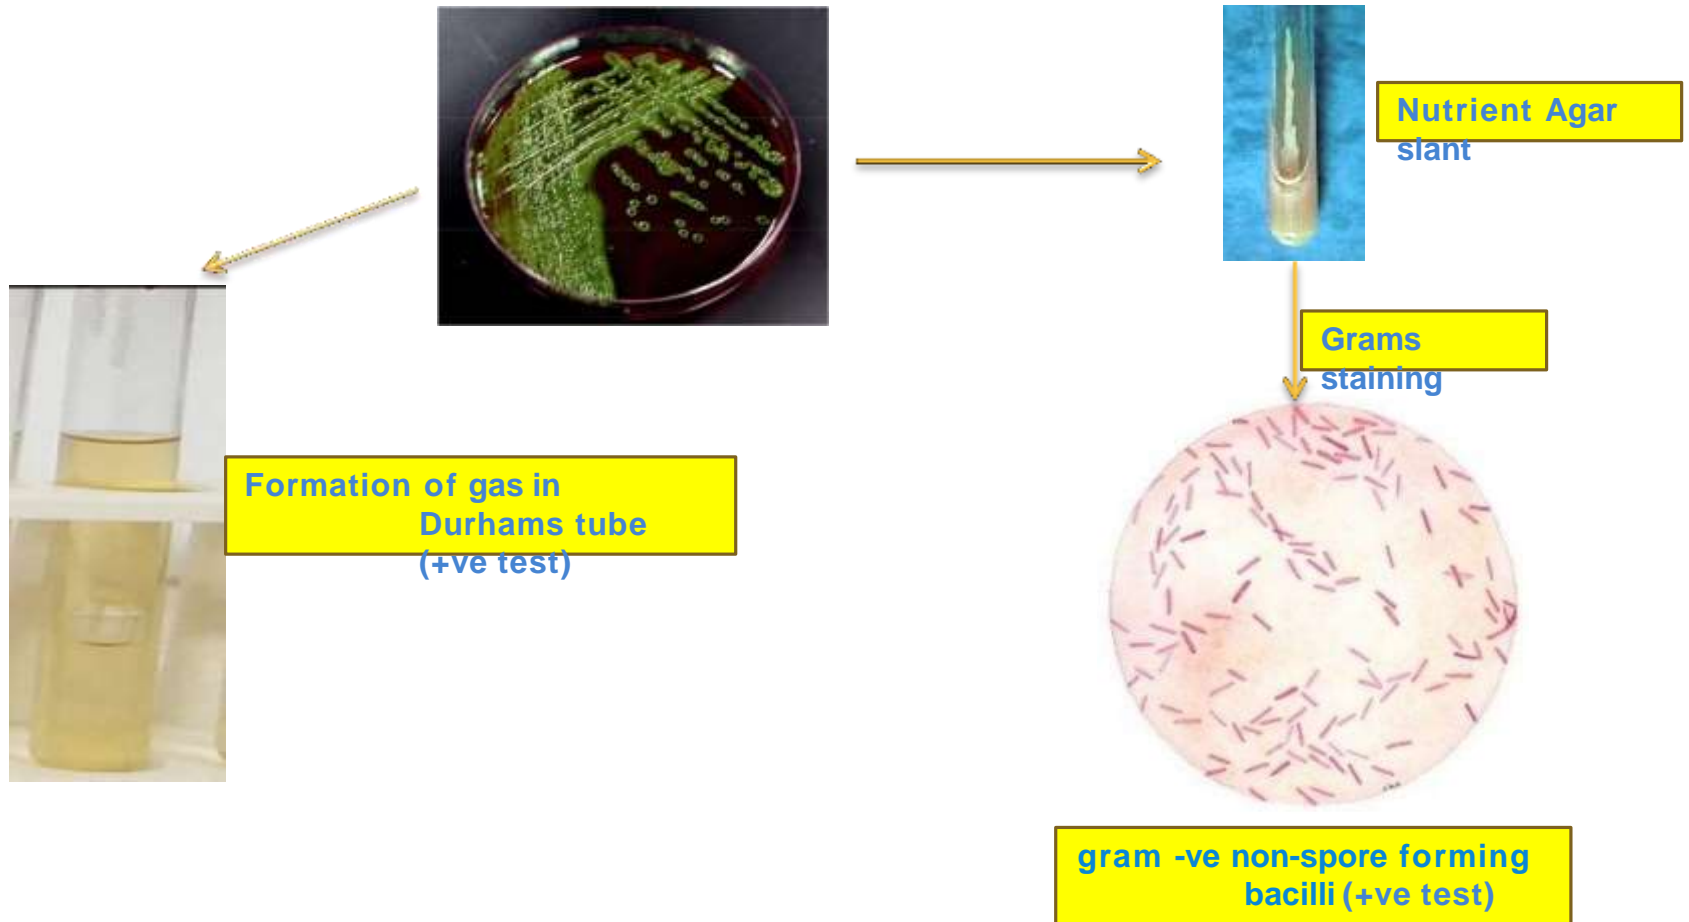 Nutrient Agar
slant
Grams
staining
Formation of gas in
Durhams tube
(+ve test)
gram -ve non-spore forming
bacilli (+ve test)